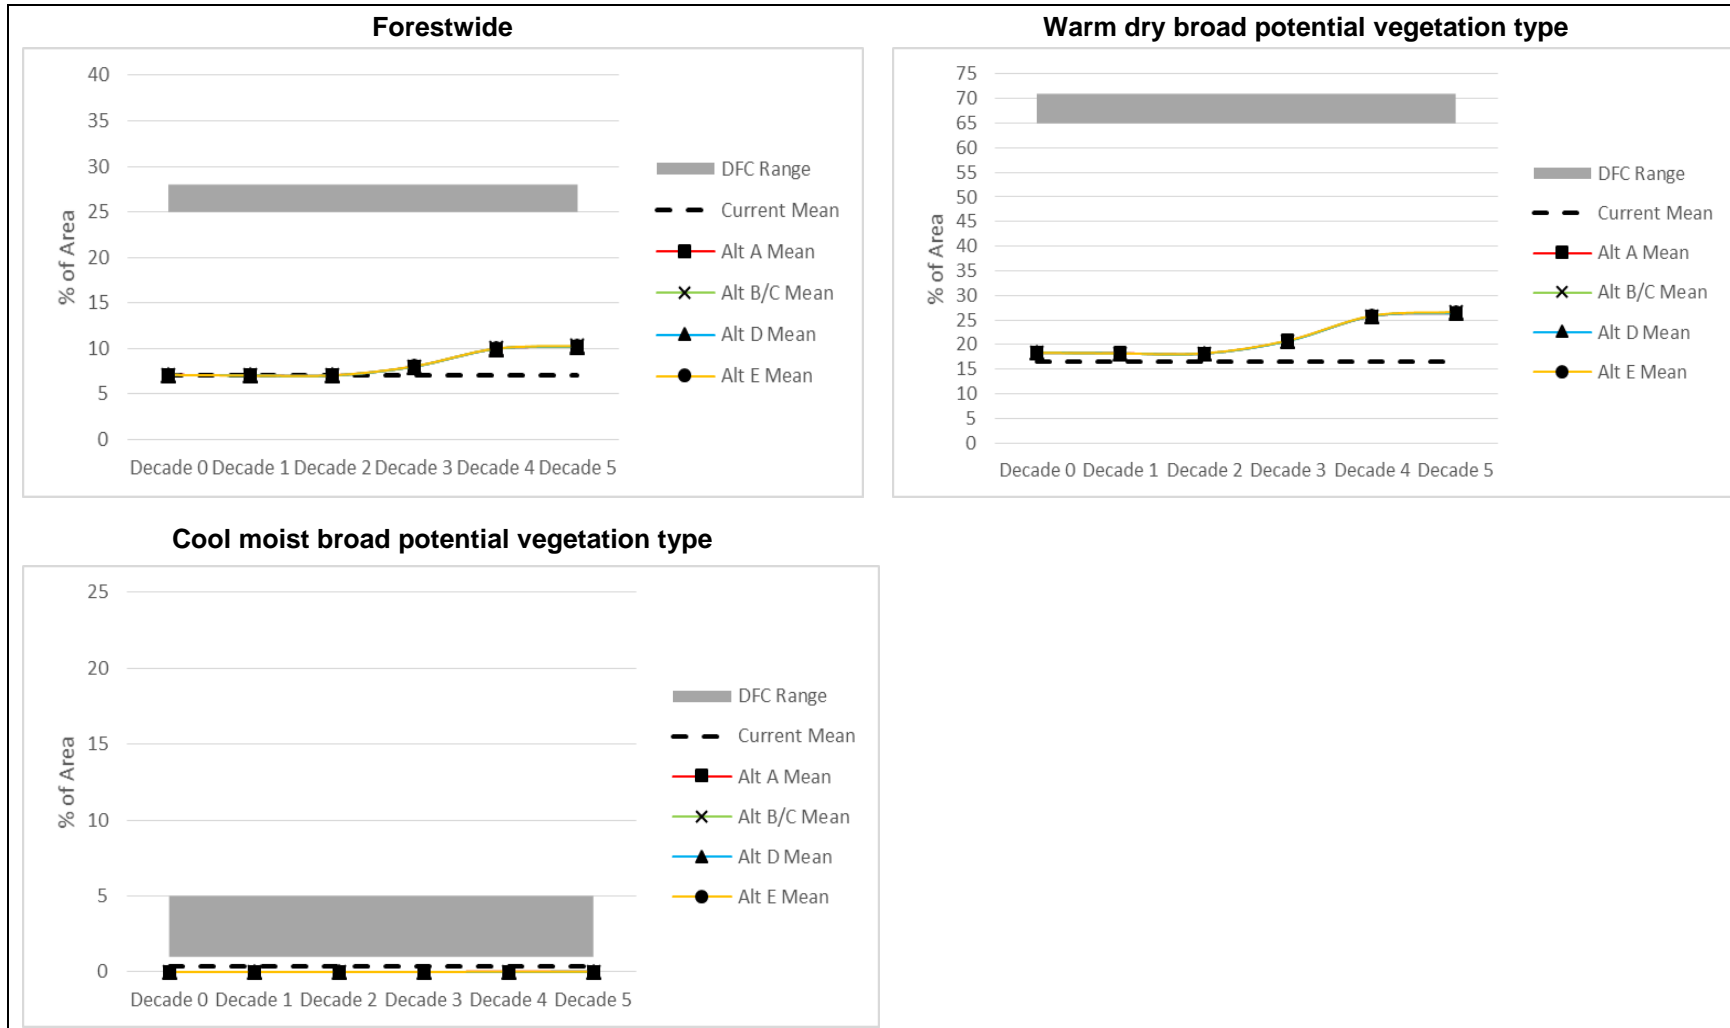 Forestwide
% of Area
40
35
30
25
20
15
10
5
0
Decade 0 Decade 1 Decade 2 Decade 3 Decade 4 Decade 5
DFC Range
Current Mean
Alt A Mean
Alt B/C Mean
Alt D Mean
Alt E Mean
Warm dry broad potential vegetation type
% of Area
75
70
65
60
55
50
45
40
35
30
25
20
15
10
5
0
Decade 0 Decade 1 Decade 2 Decade 3 Decade 4 Decade 5
DFC Range
Current Mean
Alt A Mean
Alt B/C Mean
Alt D Mean
Alt E Mean
Cool moist broad potential vegetation type
% of Area
25
20
15
10
5
0
Decade 0 Decade 1 Decade 2 Decade 3 Decade 4 Decade 5
DFC Range
Current Mean
Alt A Mean
Alt B/C Mean
Alt D Mean
Alt E Mean